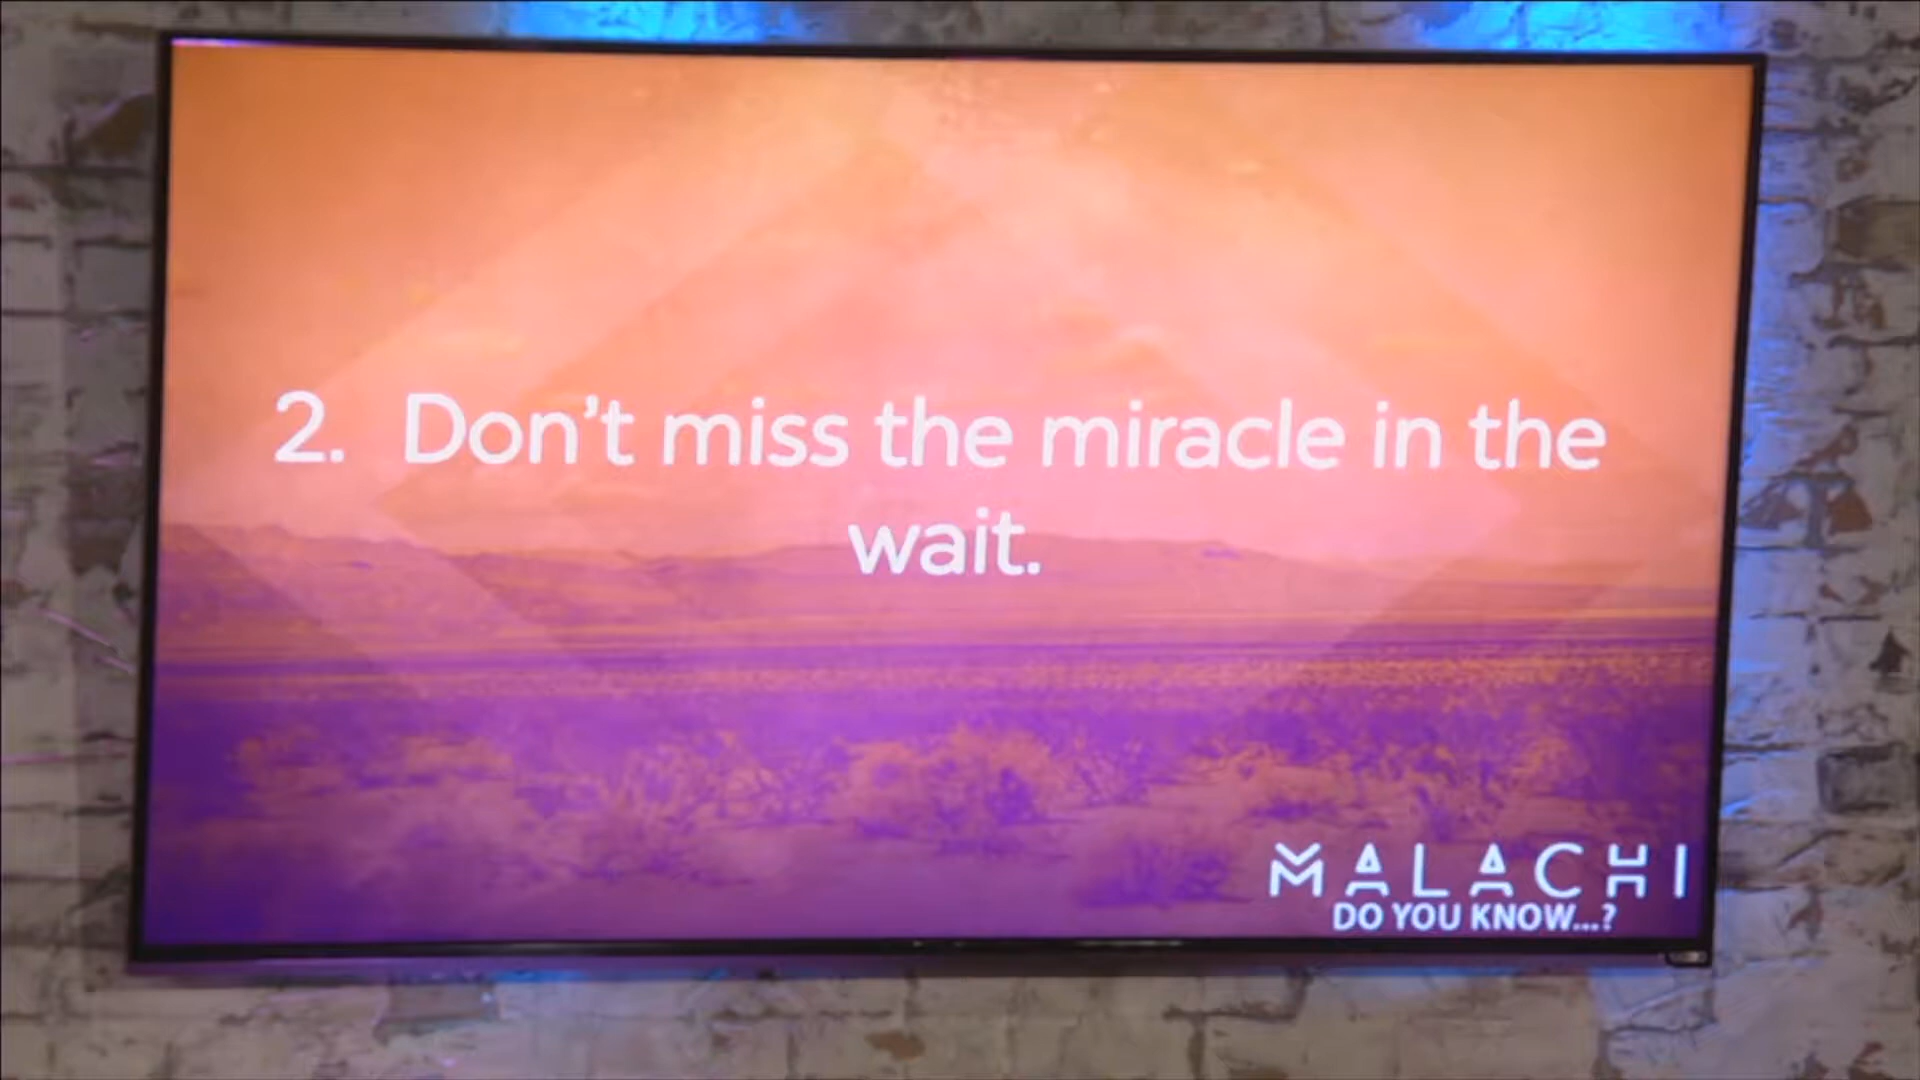 2. Don't miss the miracle in the
wait.
MALACHI
DO YOU KNOW...?